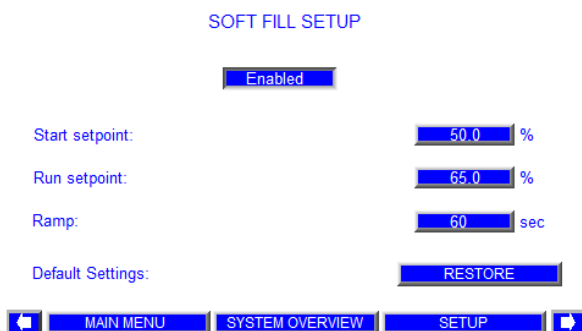 SOFT FILL SETUP
Enabled
Start setpoint: 50.0 %
Run setpoint: 65.0 %
Ramp: 60 sec
Default Settings: RESTORE
MAIN MENU SYSTEM OVERVIEW SETUP